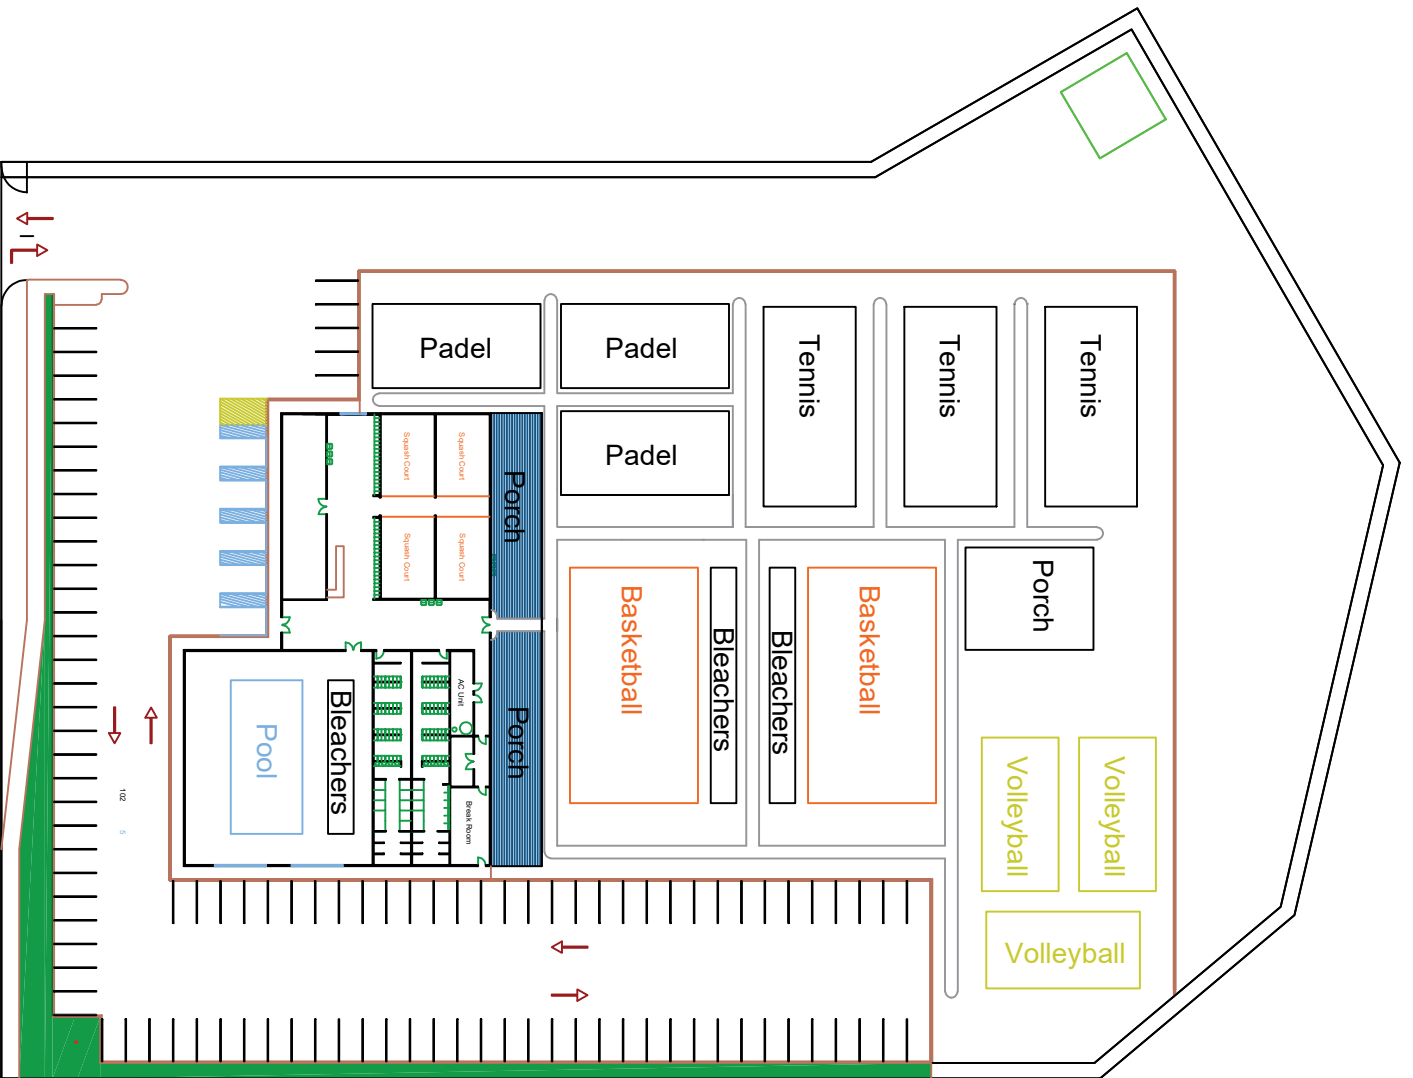 Padel
Padel
Tennis
Tennis
Tennis
Padel
Squash Court
Squash Court
Porch
Squash Court
Squash Court
Porch
Basketball
Bleachers
Bleachers
Basketball
AC Unit
Pool
Bleachers
Porch
Volleyball
Volleyball
102
5
Break Room
Volleyball